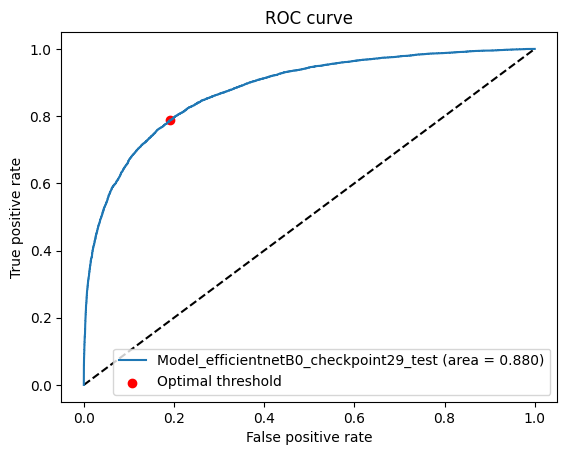 ROC curve
1.0
0.8
0.6
0.4
0.2
0.0
True positive rate
Model_efficientnetB0_checkpoint29_test (area = 0.880)
Optimal threshold
0.0 0.2 0.4 0.6 0.8 1.0
False positive rate